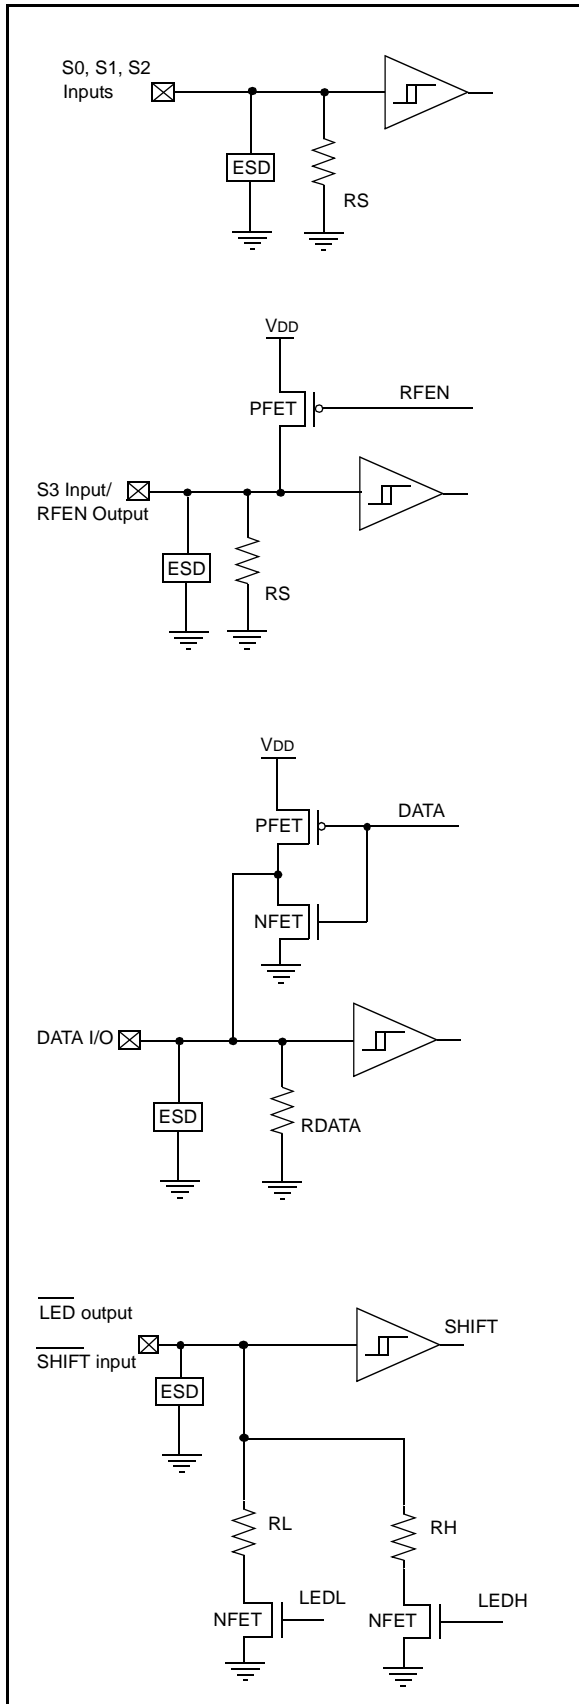 S0, S1, S2
Inputs
ESD
RS
VDD
PFET
RFEN
S3 Input/
RFEN Output
ESD
RS
VDD
PFET
DATA
NFET
DATA I/O
ESD
RDATA
LED output
SHIFT
SHIFT input
ESD
RL
RH
LEDL
LEDH
NFET
NFET